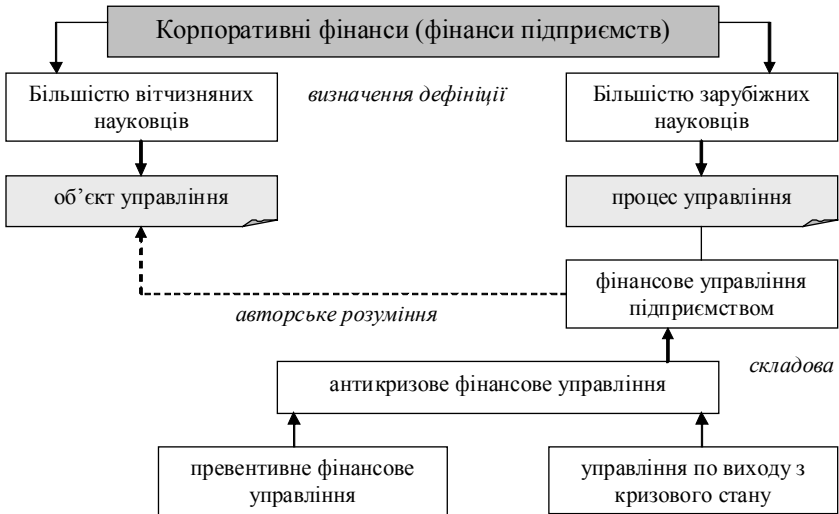 Корпоративні фінанси (фінанси підприємств)
Більшістю вітчизняних
науковців
визначення дефініції
Більшістю зарубіжних
науковців
об’єкт управління
процес управління
фінансове управління
підприємством
авторське розуміння
складова
антикризове фінансове управління
превентивне фінансове
управління
управління по виходу з
кризового стану